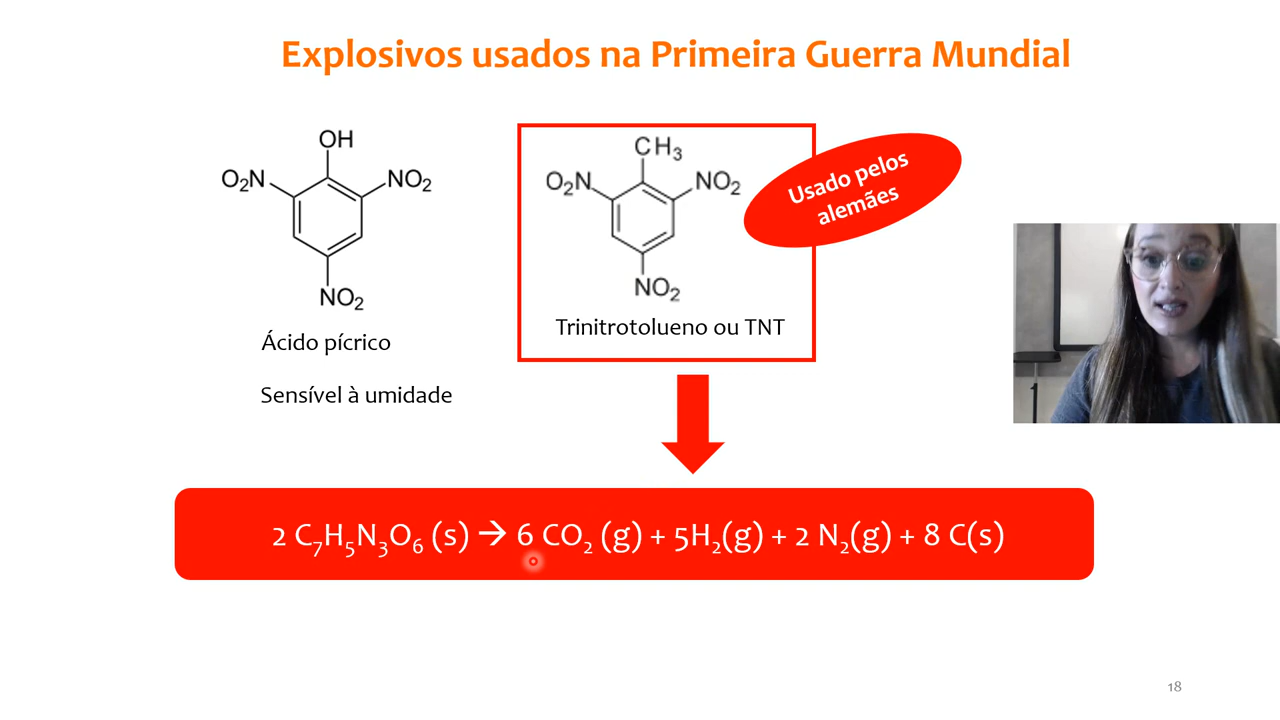 Explosivos usados na Primeira Guerra Mundial
OH
O₂N
NO₂
NO₂
Ácido pícrico
Sensível à umidade
CH₃
O₂N
NO₂
NO₂
Trinitrotolueno ou TNT
Usado pelos
alemães
2 C₇H₅N₃O₆ (s) → 6 CO₂ (g) + 5H₂(g) + 2 N₂(g) + 8 C(s)
18